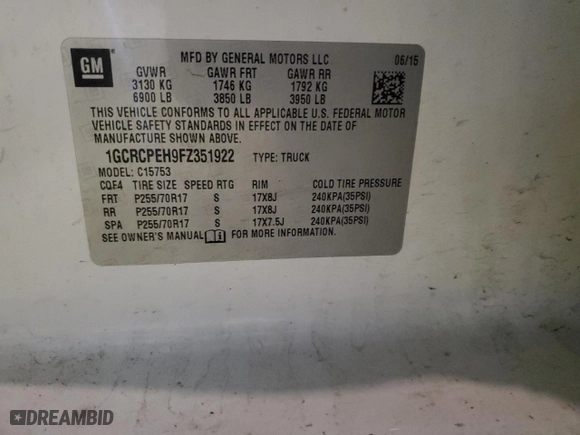 GM
MFD BY GENERAL MOTORS LLC 06/15
GVWR GAWR FRT GAWR RR
3130 KG 1746 KG 1792 KG
6900 LB 3850 LB 3950 LB
THIS VEHICLE CONFORMS TO ALL APPLICABLE U.S. FEDERAL MOTOR
VEHICLE SAFETY STANDARDS IN EFFECT ON THE DATE OF
MANUFACTURE SHOWN ABOVE.
1GCRCPEH9FZ351922 TYPE: TRUCK
MODEL: C15753
CQF4 TIRE SIZE SPEED RTG RIM COLD TIRE PRESSURE
FRT P255/70R17 S 17X8J 240KPA(35PSI)
RR P255/70R17 S 17X8J 240KPA(35PSI)
SPA P255/70R17 S 17X7.5J 240KPA(35PSI)
SEE OWNER'S MANUAL FOR MORE INFORMATION.
DREAMBID